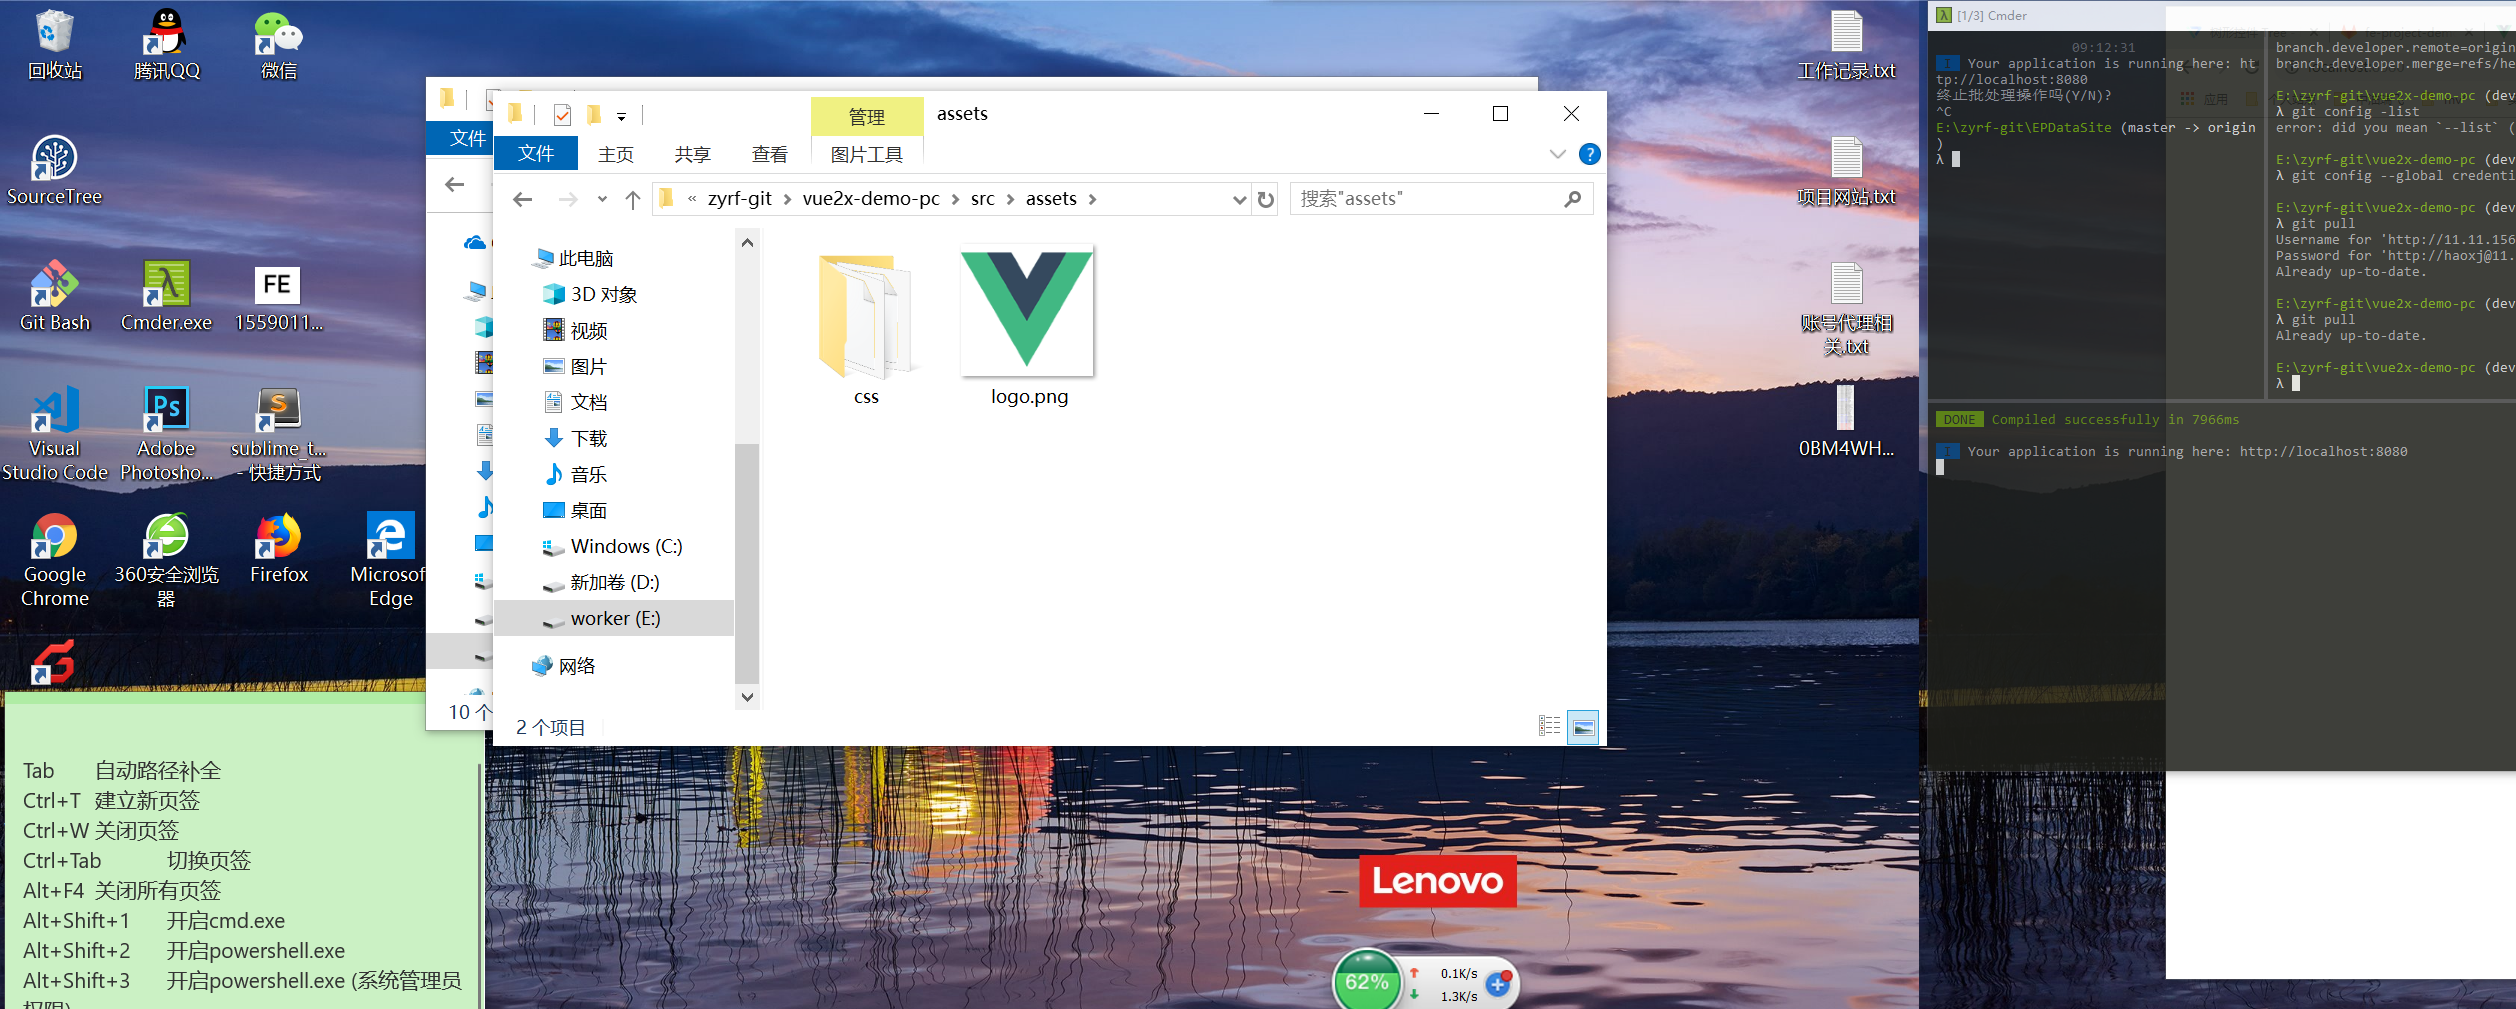 回收站
腾讯QQ
微信
SourceTree
Git Bash
Cmder.exe
FE
1559011...
Visual
Studio Code
Ps
Adobe
Photosho...
sublime_t...
- 快捷方式
Google
Chrome
360安全浏览
器
Firefox
Microsof
Edge
Tab 自动路径补全
Ctrl+T 建立新页签
Ctrl+W 关闭页签
Ctrl+Tab 切换页签
Alt+F4 关闭所有页签
Alt+Shift+1 开启cmd.exe
Alt+Shift+2 开启powershell.exe
Alt+Shift+3 开启powershell.exe (系统管理员
权限)
文件
10 个
管理
assets
文件
主页
共享
查看
图片工具
« zyrf-git › vue2x-demo-pc › src › assets ›
搜索"assets"
此电脑
3D 对象
视频
图片
文档
下载
音乐
桌面
Windows (C:)
新加卷 (D:)
worker (E:)
网络
css
logo.png
2 个项目
Lenovo
62%
0.1K/s
1.3K/s
工作记录.txt
项目网站.txt
账号代理相
关.txt
0BM4WH...
λ [1/3] Cmder
09:12:31
I Your application is running here: ht
tp://localhost:8080
终止批处理操作吗(Y/N)?
^C
E:\zyrf-git\EPDataSite (master -> origin
)
λ
branch.developer.remote=origin
branch.developer.merge=refs/he
E:\zyrf-git\vue2x-demo-pc (dev
λ git config -list
error: did you mean `--list` (
E:\zyrf-git\vue2x-demo-pc (dev
λ git config --global credenti
E:\zyrf-git\vue2x-demo-pc (dev
λ git pull
Username for 'http://11.11.156
Password for 'http://haoxj@11.
Already up-to-date.
E:\zyrf-git\vue2x-demo-pc (dev
λ git pull
Already up-to-date.
E:\zyrf-git\vue2x-demo-pc (dev
λ
DONE Compiled successfully in 7966ms
I Your application is running here: http://localhost:8080
应用